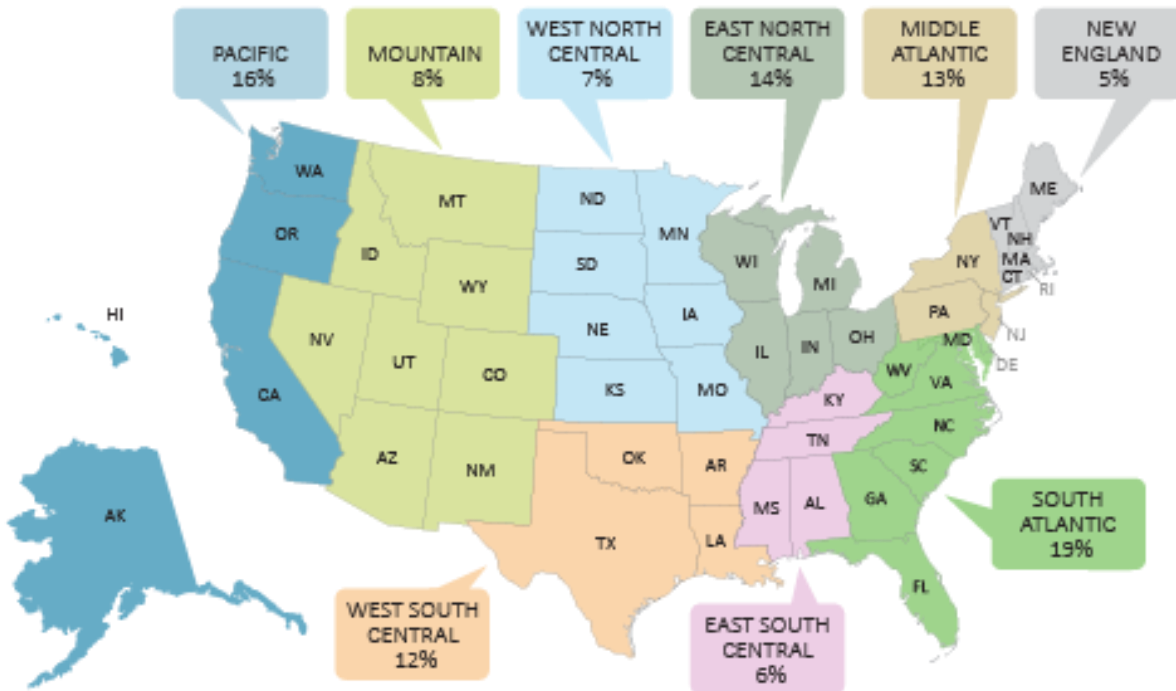 PACIFIC
16%
MOUNTAIN
8%
WEST NORTH
CENTRAL
7%
EAST NORTH
CENTRAL
14%
MIDDLE
ATLANTIC
13%
NEW
ENGLAND
5%
WA
MT
ND
MN
ME
VT
NH
OR
ID
SD
WI
MI
NY
MA
CT
RI
WY
HI
NV
UT
CO
NE
IA
IL
IN
OH
PA
NJ
MD
DE
CA
KS
MO
WV
VA
KY
AZ
NM
OK
AR
TN
NC
SC
AK
TX
LA
MS
AL
GA
FL
SOUTH
ATLANTIC
19%
WEST SOUTH
CENTRAL
12%
EAST SOUTH
CENTRAL
6%